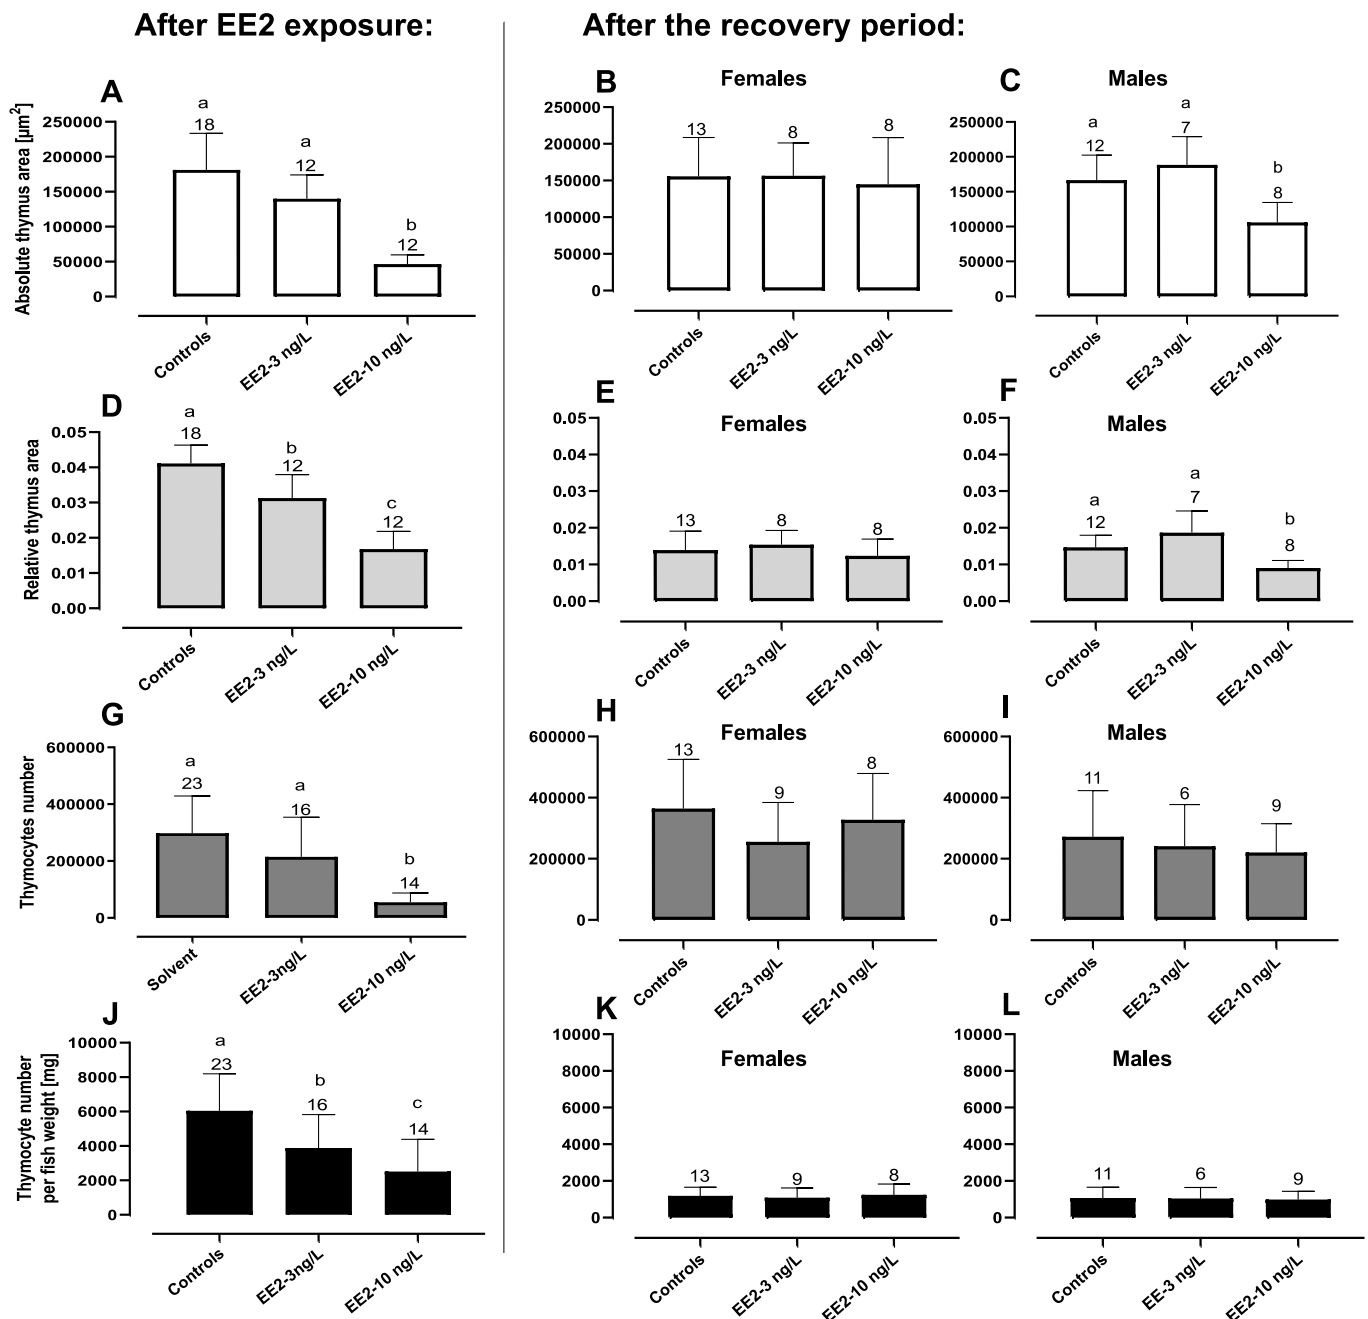 After EE2 exposure:
After the recovery period:
A
Absolute thymus area [µm²]
250000
200000
150000
100000
50000
0
a
18
a
12
b
12
Controls
EE2-3 ng/L
EE2-10 ng/L
B
Females
250000
200000
150000
100000
50000
0
13
8
8
Controls
EE2-3 ng/L
EE2-10 ng/L
C
Males
250000
200000
150000
100000
50000
0
a
12
a
7
b
8
Controls
EE2-3 ng/L
EE2-10 ng/L
D
Relative thymus area
0.05
0.04
0.03
0.02
0.01
0.00
a
18
b
12
c
12
Controls
EE2-3 ng/L
EE2-10 ng/L
E
Females
0.05
0.04
0.03
0.02
0.01
0.00
13
8
8
Controls
EE2-3 ng/L
EE2-10 ng/L
F
Males
0.05
0.04
0.03
0.02
0.01
0.00
a
12
a
7
b
8
Controls
EE2-3 ng/L
EE2-10 ng/L
G
Thymocytes number
600000
400000
200000
0
a
23
a
16
b
14
Solvent
EE2-3ng/L
EE2-10 ng/L
H
Females
600000
400000
200000
0
13
9
8
Controls
EE2-3 ng/L
EE2-10 ng/L
I
Males
600000
400000
200000
0
11
6
9
Controls
EE2-3 ng/L
EE2-10 ng/L
J
Thymocyte number
per fish weight [mg]
10000
8000
6000
4000
2000
0
a
23
b
16
c
14
Controls
EE2-3ng/L
EE2-10 ng/L
K
Females
10000
8000
6000
4000
2000
0
13
9
8
Controls
EE2-3 ng/L
EE2-10 ng/L
L
Males
10000
8000
6000
4000
2000
0
11
6
9
Controls
EE-3 ng/L
EE2-10 ng/L